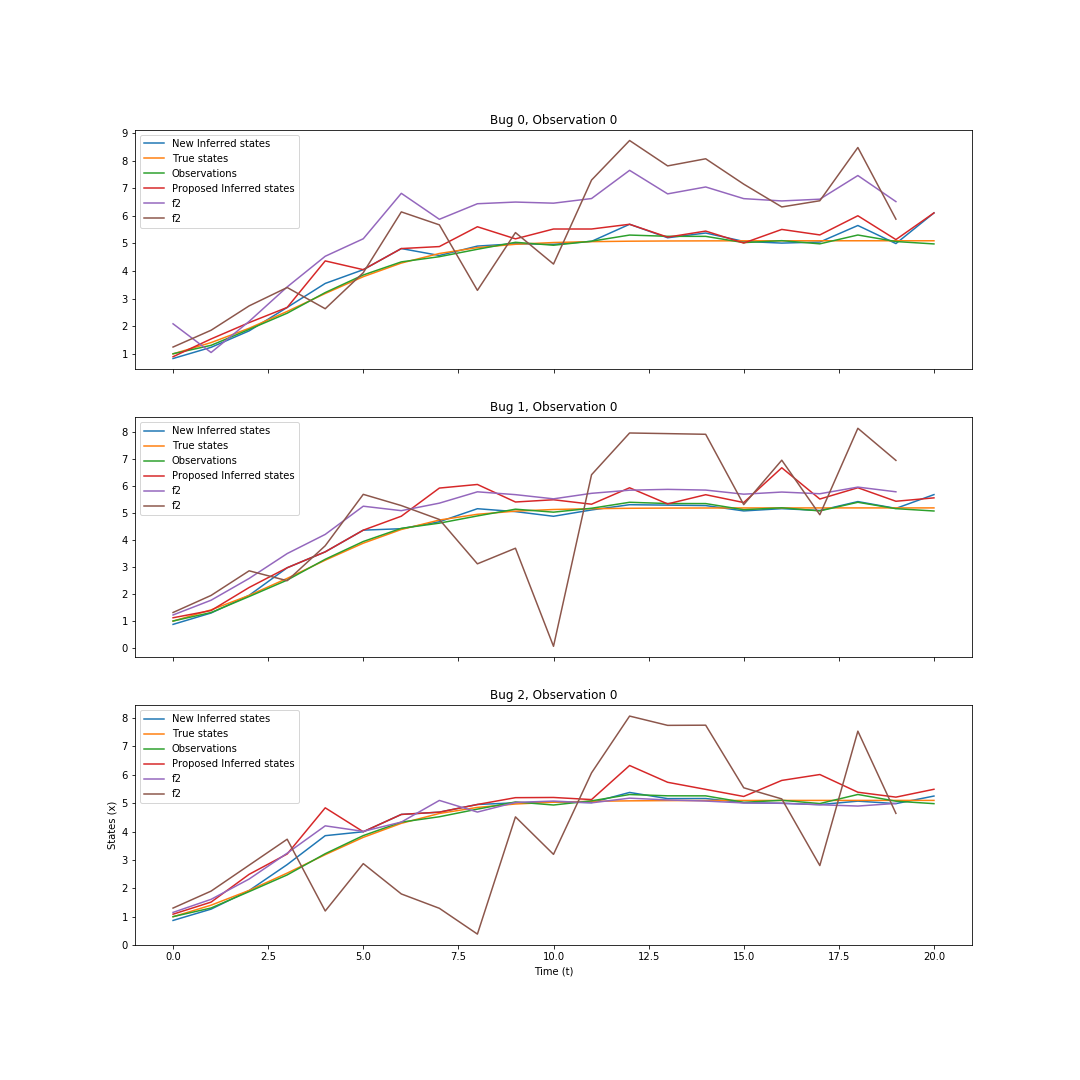 Bug 0, Observation 0
9
8
7
6
5
4
3
2
1
New Inferred states
True states
Observations
Proposed Inferred states
f2
f2
Bug 1, Observation 0
8
7
6
5
4
3
2
1
0
New Inferred states
True states
Observations
Proposed Inferred states
f2
f2
Bug 2, Observation 0
8
7
6
5
4
3
2
1
0
States (x)
New Inferred states
True states
Observations
Proposed Inferred states
f2
f2
0.0 2.5 5.0 7.5 10.0 12.5 15.0 17.5 20.0
Time (t)